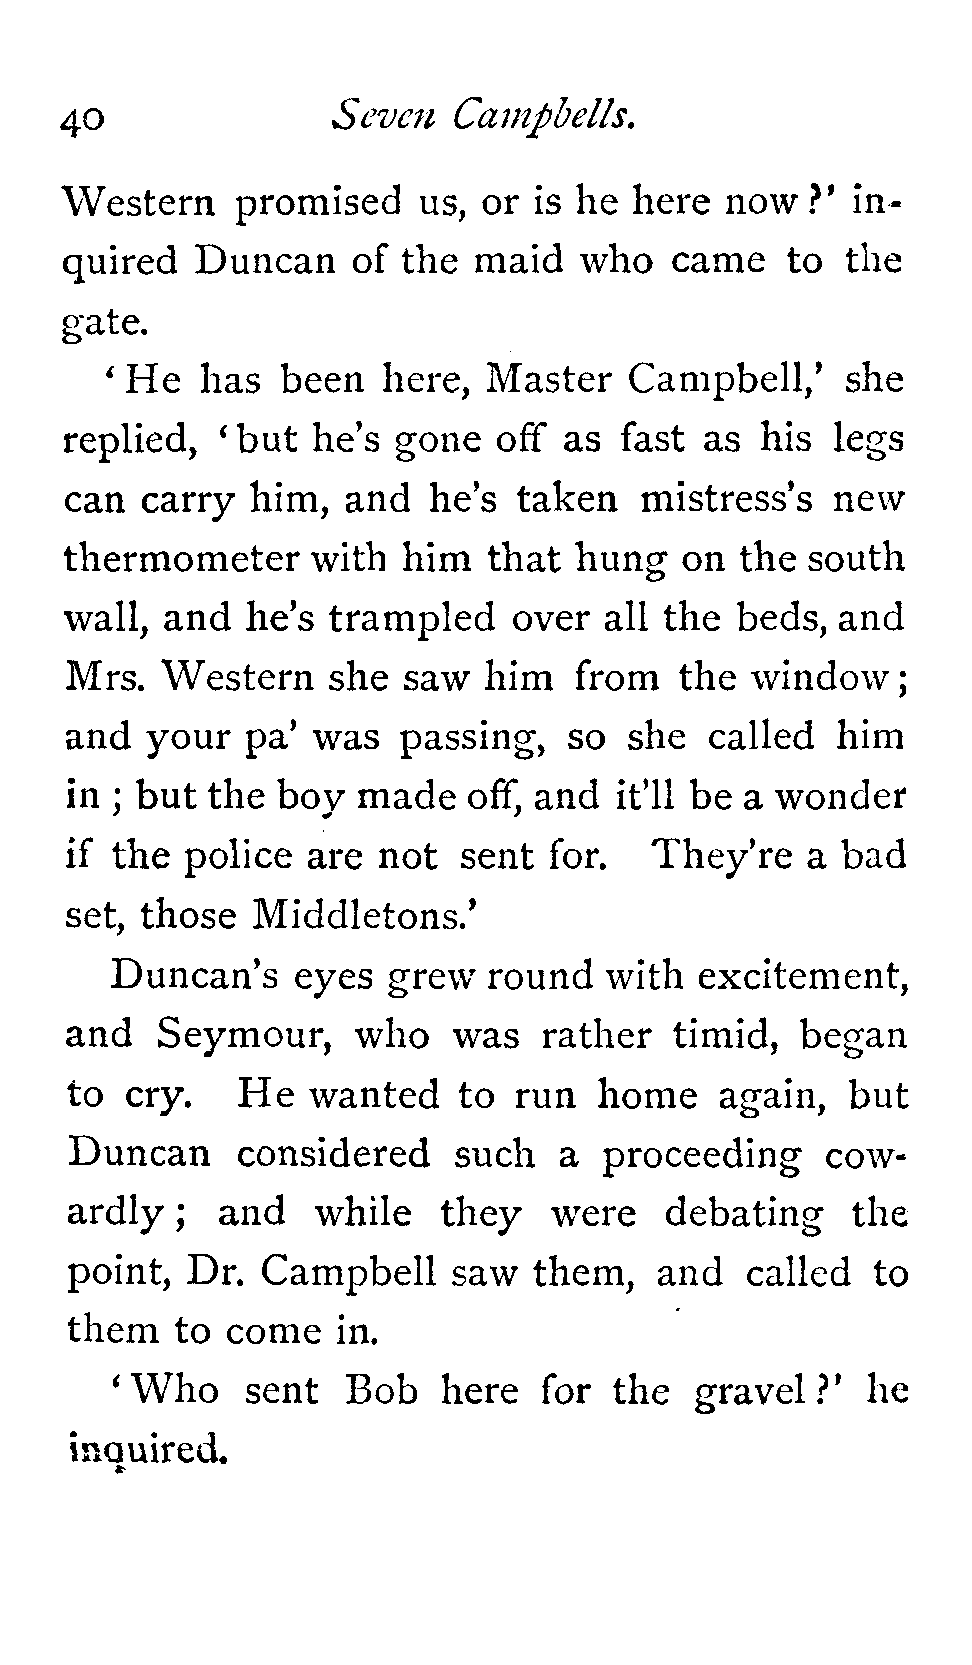 40 Seven Campbells.
Western promised us, or is he here now?' in-
quired Duncan of the maid who came to the
gate.
'He has been here, Master Campbell,' she
replied, 'but he's gone off as fast as his legs
can carry him, and he's taken mistress's new
thermometer with him that hung on the south
wall, and he's trampled over all the beds, and
Mrs. Western she saw him from the window;
and your pa' was passing, so she called him
in; but the boy made off, and it'll be a wonder
if the police are not sent for. They're a bad
set, those Middletons.'
Duncan's eyes grew round with excitement,
and Seymour, who was rather timid, began
to cry. He wanted to run home again, but
Duncan considered such a proceeding cow-
ardly; and while they were debating the
point, Dr. Campbell saw them, and called to
them to come in.
'Who sent Bob here for the gravel?' he
inquired.